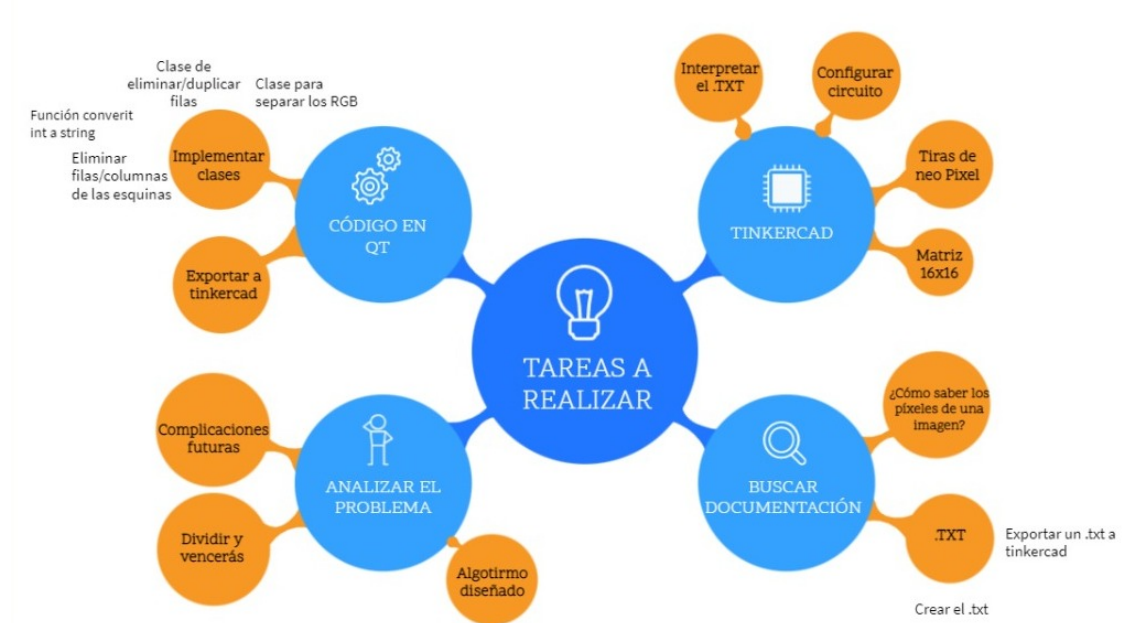 Clase de
eliminar/duplicar
filas
Clase para
separar los RGB
Función converit
int a string
Eliminar
filas/columnas
de las esquinas
Implementar
clases
CÓDIGO EN
QT
Exportar a
tinkercad
Interpretar
el .TXT
Configurar
circuito
Tiras de
neo Pixel
TINKERCAD
Matriz
16x16
TAREAS A
REALIZAR
Complicaciones
futuras
ANALIZAR EL
PROBLEMA
Dividir y
vencerás
Algotirmo
diseñado
¿Cómo saber los
píxeles de una
imagen?
BUSCAR
DOCUMENTACIÓN
.TXT
Exportar un .txt a
tinkercad
Crear el .txt